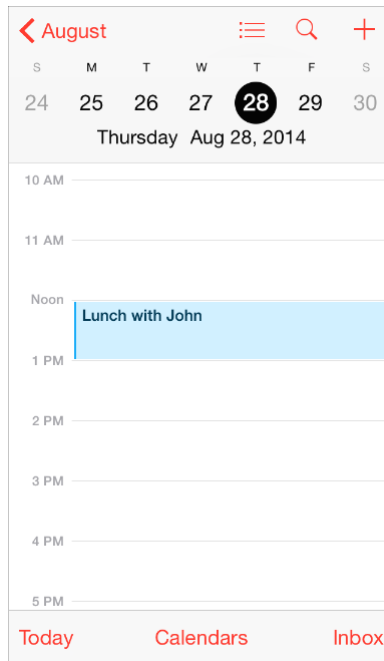 August
S M T W T F S
24 25 26 27 28 29 30
Thursday Aug 28, 2014
10 AM
11 AM
Noon
Lunch with John
1 PM
2 PM
3 PM
4 PM
5 PM
Today Calendars Inbox